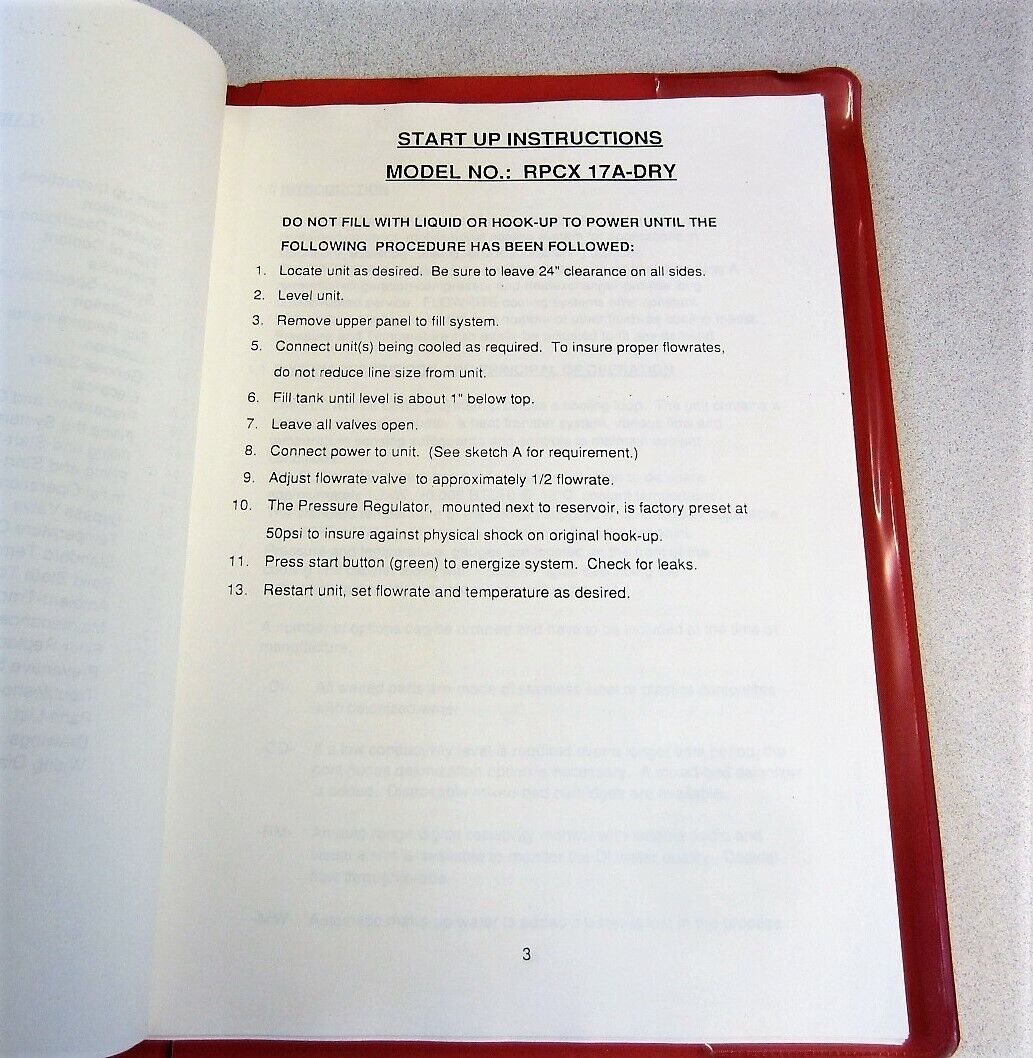 START UP INSTRUCTIONS
MODEL NO.: RPCX 17A-DRY
DO NOT FILL WITH LIQUID OR HOOK-UP TO POWER UNTIL THE
FOLLOWING PROCEDURE HAS BEEN FOLLOWED:
1. Locate unit as desired. Be sure to leave 24" clearance on all sides.
2. Level unit.
3. Remove upper panel to fill system.
5. Connect unit(s) being cooled as required. To insure proper flowrates,
do not reduce line size from unit.
6. Fill tank until level is about 1" below top.
7. Leave all valves open.
8. Connect power to unit. (See sketch A for requirement.)
9. Adjust flowrate valve to approximately 1/2 flowrate.
10. The Pressure Regulator, mounted next to reservoir, is factory preset at
50psi to insure against physical shock on original hook-up.
11. Press start button (green) to energize system. Check for leaks.
13. Restart unit, set flowrate and temperature as desired.
3